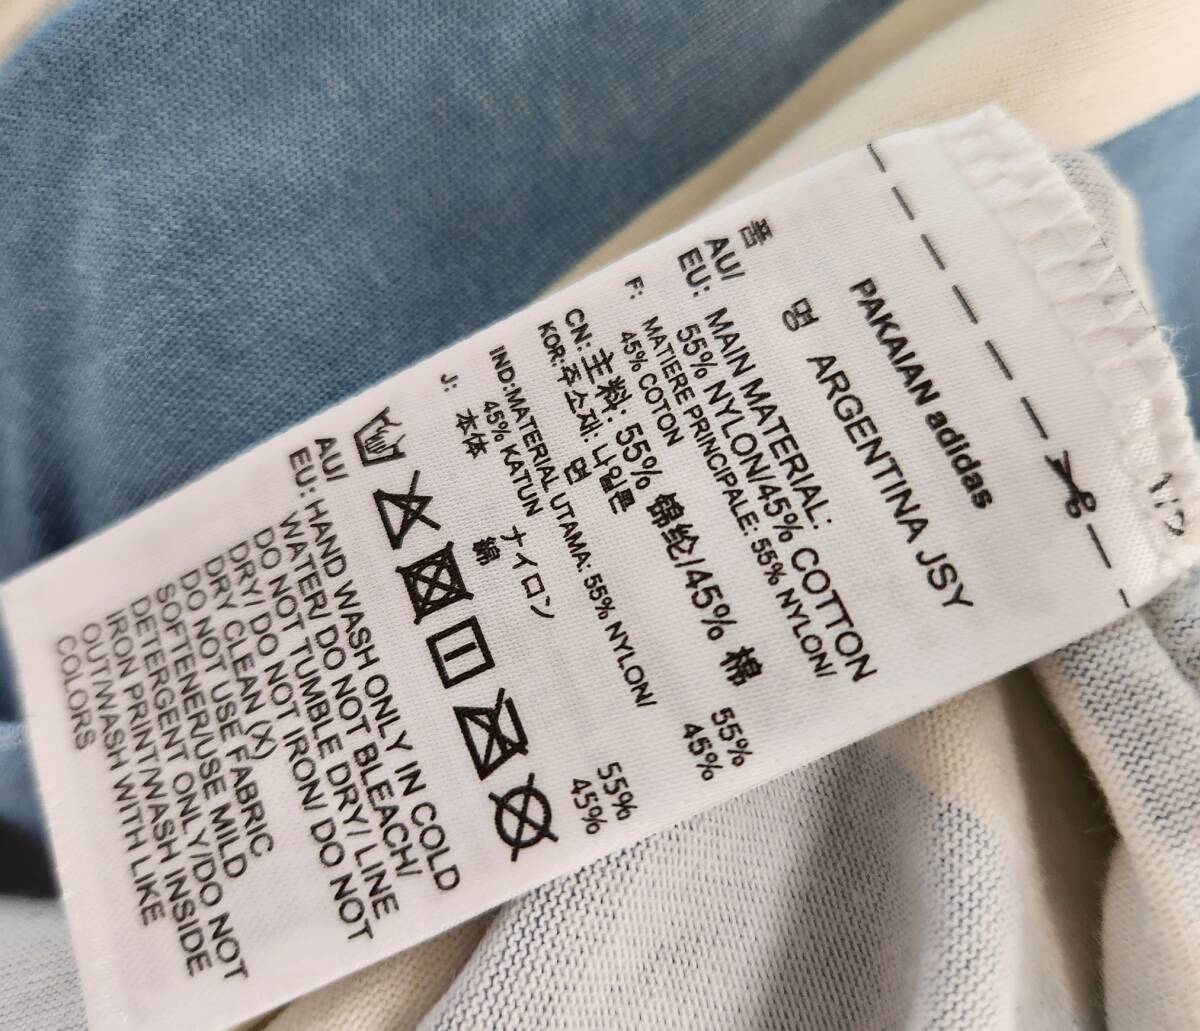 1/2
PAKAIAN adidas
품 명 ARGENTINA JSY
AU/
EU: MAIN MATERIAL:
55% NYLON/45% COTTON
F: MATIERE PRINCIPALE: 55% NYLON/
45% COTON
CN: 主料: 55% 锦纶/45% 棉
KOR: 주소재: 나일론 55%
면 45%
IND:MATERIAL UTAMA: 55% NYLON/
45% KATUN
J: 本体 ナイロン 55%
綿 45%
AU/
EU: HAND WASH ONLY IN COLD
WATER/ DO NOT BLEACH/
DO NOT TUMBLE DRY/ LINE
DRY/ DO NOT IRON/ DO NOT
DRY CLEAN (X)
DO NOT USE FABRIC
SOFTENER/USE MILD
DETERGENT ONLY/DO NOT
IRON PRINT/WASH INSIDE
OUT/WASH WITH LIKE
COLORS